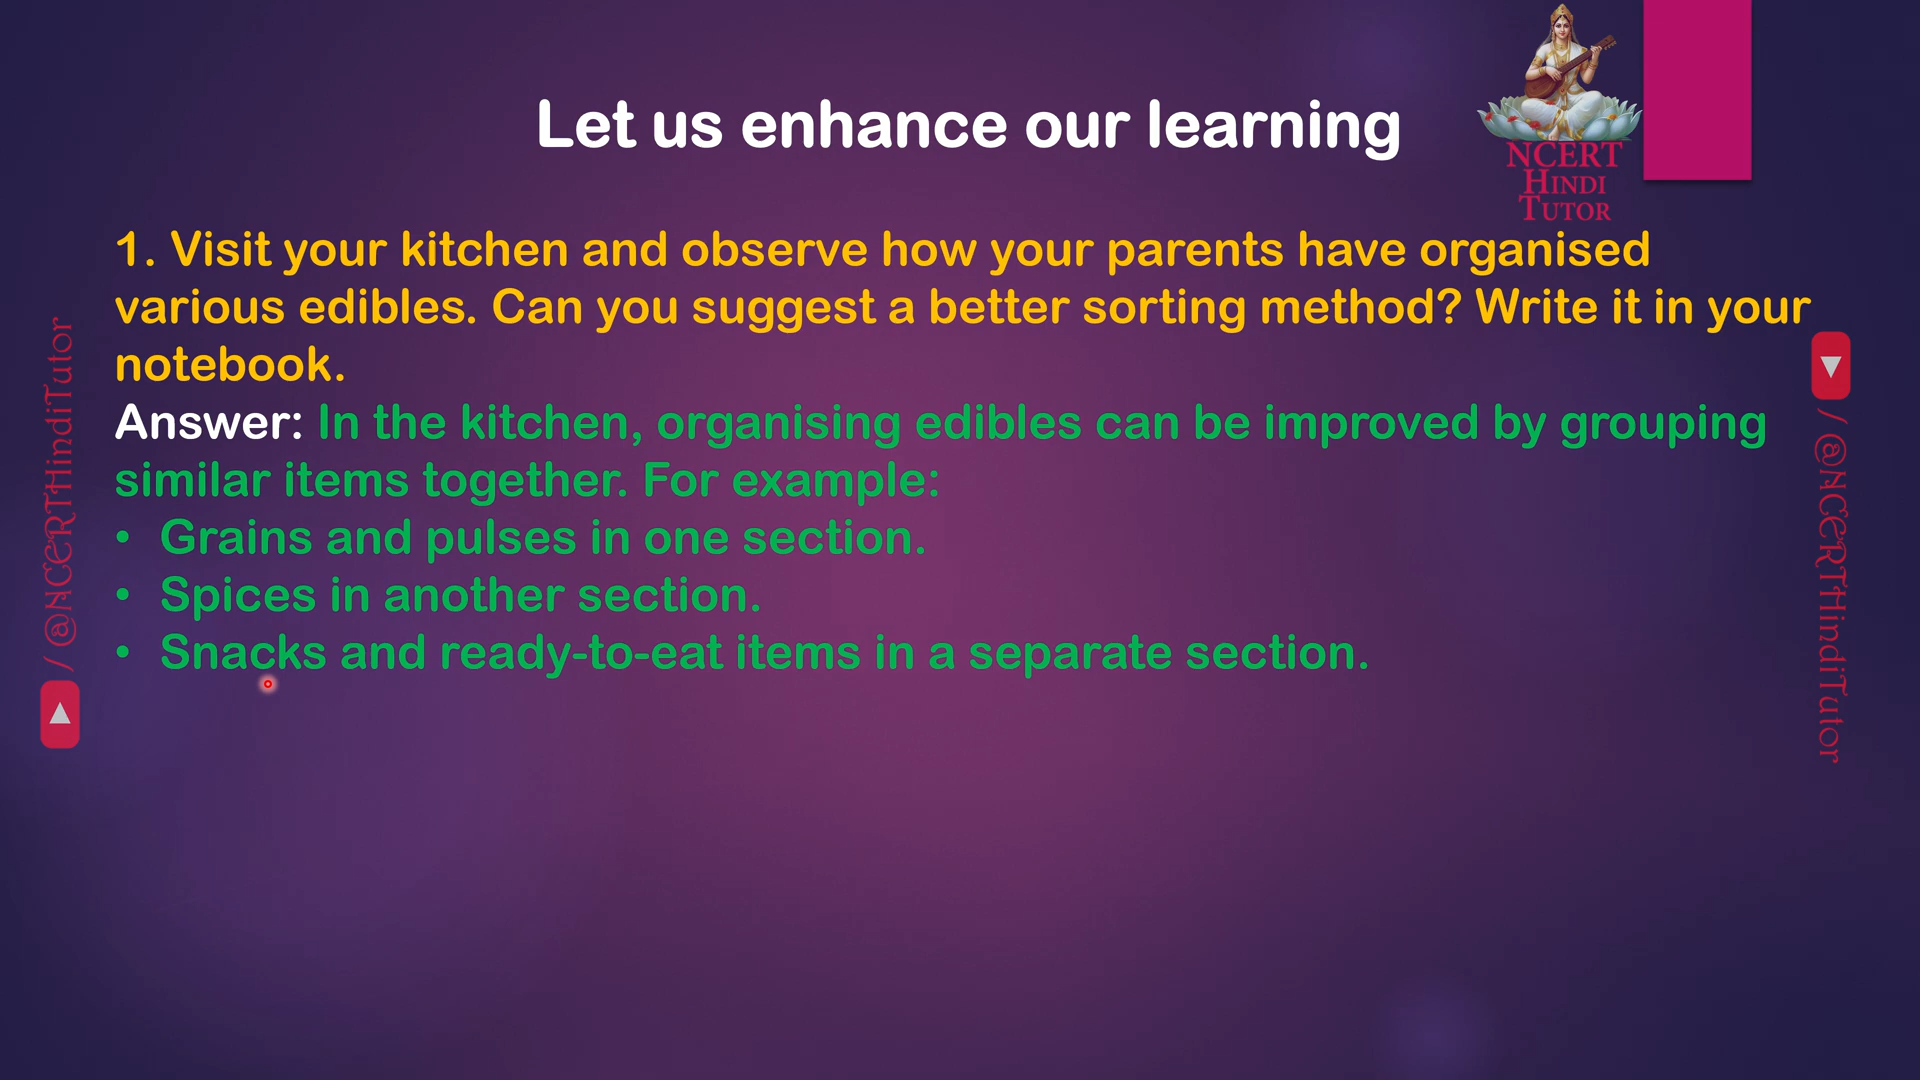 Let us enhance our learning
NCERT
HINDI
TUTOR
1. Visit your kitchen and observe how your parents have organised
various edibles. Can you suggest a better sorting method? Write it in your
notebook.
Answer: In the kitchen, organising edibles can be improved by grouping
similar items together. For example:
• Grains and pulses in one section.
• Spices in another section.
• Snacks and ready-to-eat items in a separate section.
/ @NCERTHindiTutor
/ @NCERTHindiTutor